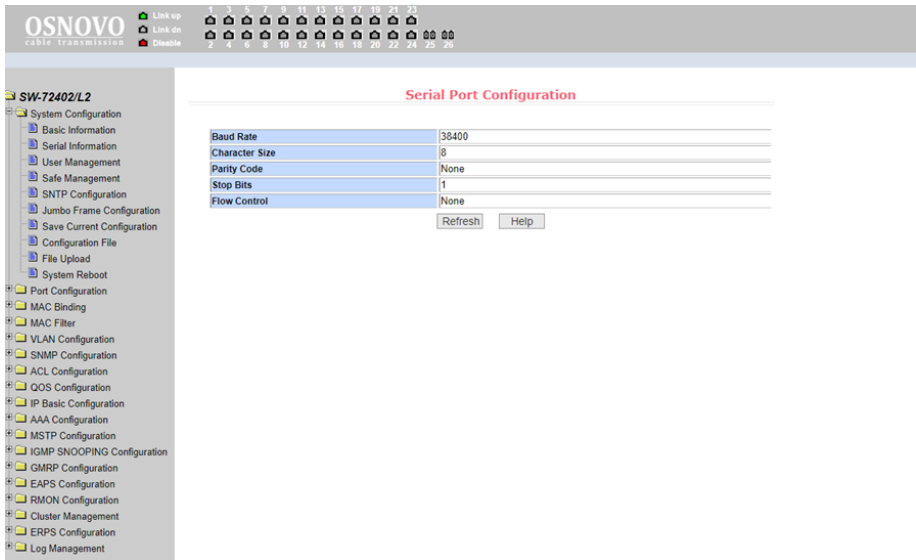 OSNOVO
cable transmission
Link up
Link dn
Disable
1 3 5 7 9 11 13 15 17 19 21 23
2 4 6 8 10 12 14 16 18 20 22 24 25 26
SW-72402/L2
System Configuration
Basic Information
Serial Information
User Management
Safe Management
SNTP Configuration
Jumbo Frame Configuration
Save Current Configuration
Configuration File
File Upload
System Reboot
Port Configuration
MAC Binding
MAC Filter
VLAN Configuration
SNMP Configuration
ACL Configuration
QOS Configuration
IP Basic Configuration
AAA Configuration
MSTP Configuration
IGMP SNOOPING Configuration
GMRP Configuration
EAPS Configuration
RMON Configuration
Cluster Management
ERPS Configuration
Log Management
Serial Port Configuration
Baud Rate 38400
Character Size 8
Parity Code None
Stop Bits 1
Flow Control None
Refresh Help